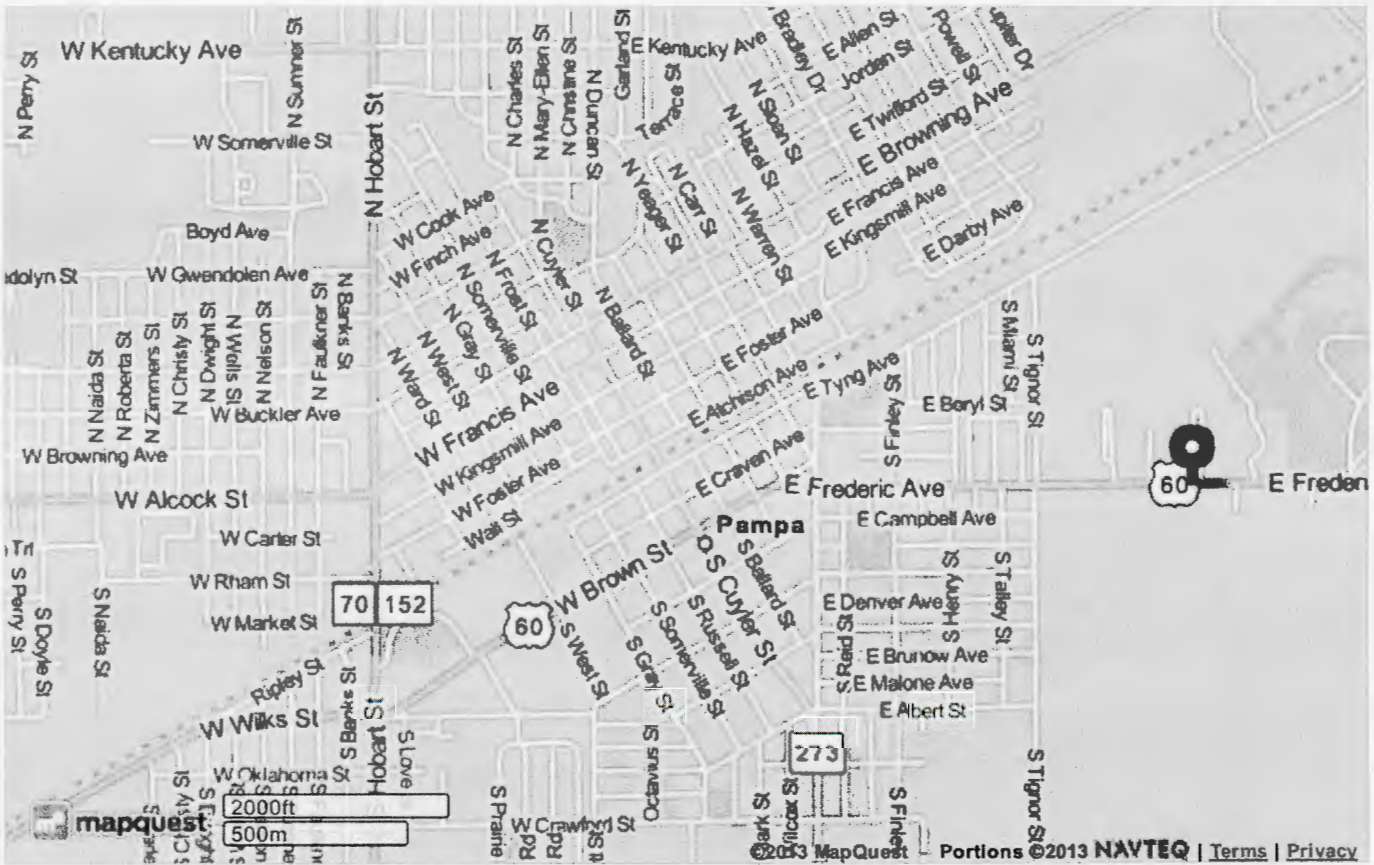 W Kentucky Ave
E Kentucky Ave
N Perry St
N Sumner St
N Hobart St
N Charles St
N Mary-Ellen St
N Christine St
N Duncan St
Garland St
Terrace St
N Bradley Dr
E Allen St
Jorden St
Powell St
Jupiter Dr
N Sloan St
N Hazel St
E Twifford St
E Browning Ave
W Somerville St
Boyd Ave
W Cook Ave
W Finch Ave
N Cuyler St
N Yeager St
N Carr St
N Warren St
E Francis Ave
E Kingsmill Ave
E Darby Ave
ndolyn St
W Gwendolen Ave
N Naida St
N Roberta St
N Zimmers St
N Christy St
N Dwight St
N Wells St
N Nelson St
N Faulkner St
N Banks St
N Frost St
N Somerville St
N Gray St
N West St
N Ward St
N Ballard St
E Foster Ave
E Atchison Ave
E Tyng Ave
S Miami St
S Tignor St
W Buckler Ave
W Browning Ave
W Francis Ave
W Kingsmill Ave
W Foster Ave
Wall St
S Finley St
E Beryl St
E Craven Ave
W Alcock St
E Frederic Ave
60
E Freden
W Carter St
Pampa
E Campbell Ave
S Perry St
S Doyle St
S Naida St
W Rham St
W Market St
70
152
60
W Brown St
S Ballard St
S Cuyler St
S Russell St
S Somerville St
S Gray St
S West St
E Denver Ave
S Henry St
S Talley St
S Reid St
E Brunow Ave
E Malone Ave
E Albert St
Ripley St
W Wilks St
S Banks St
Hobart St
S Love
Octavius St
273
W Oklahoma St
S Prairie
W Crawford St
Wilcox St
S Tignor St
mapquest
2000ft
500m
©2013 MapQuest Portions ©2013 NAVTEQ | Terms | Privacy